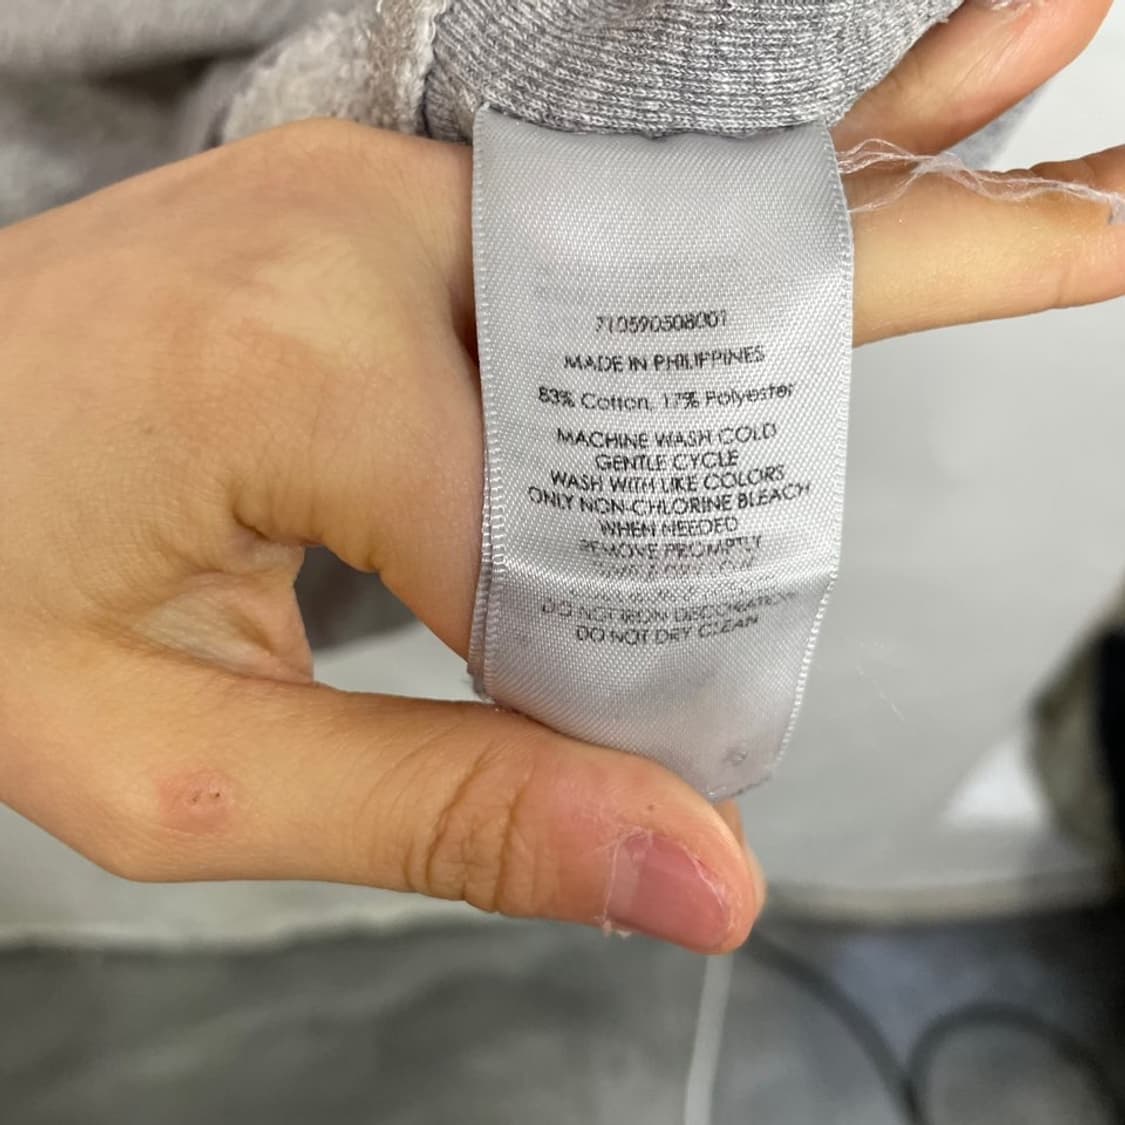 710590508001
MADE IN PHILIPPINES
83% Cotton, 17% Polyester
MACHINE WASH COLD
GENTLE CYCLE
WASH WITH LIKE COLORS
ONLY NON-CHLORINE BLEACH
WHEN NEEDED
REMOVE PROMPTLY
DO NOT IRON DECORATION
DO NOT DRY CLEAN